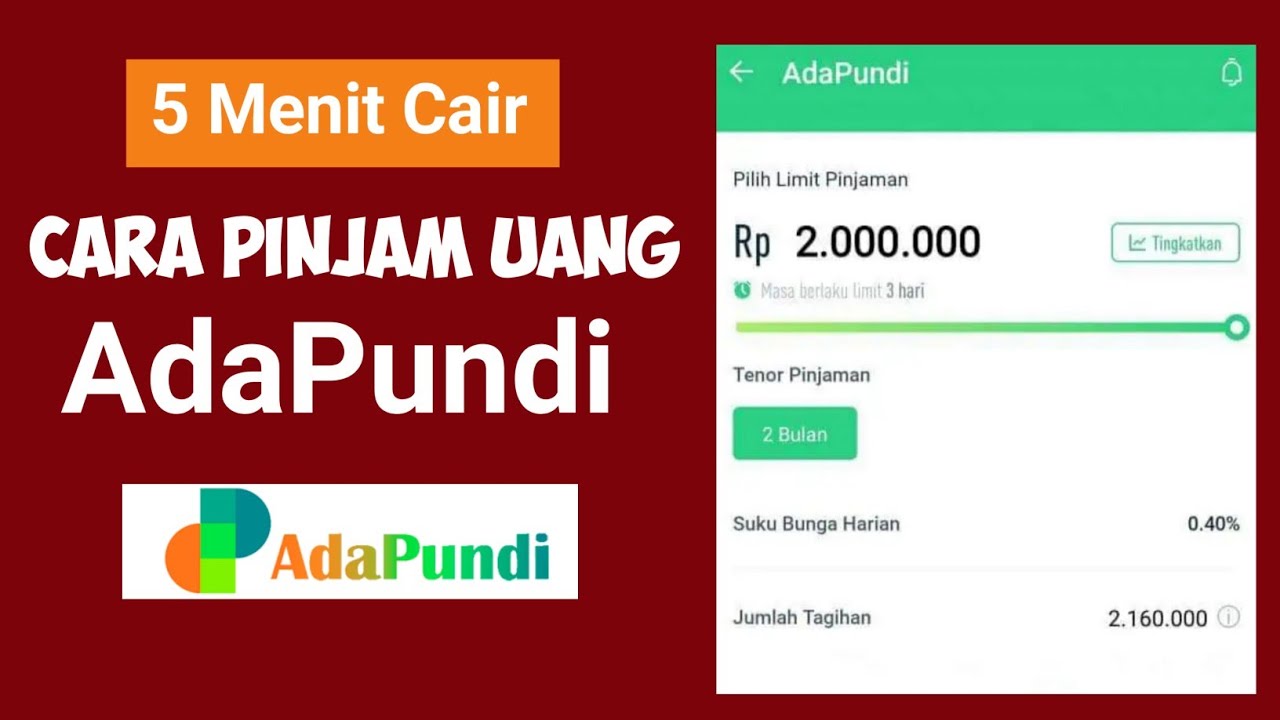 5 Menit Cair
CARA PINJAM UANG
AdaPundi
AdaPundi
AdaPundi
Pilih Limit Pinjaman
Rp 2.000.000
Tingkatkan
Masa berlaku limit 3 hari
Tenor Pinjaman
2 Bulan
Suku Bunga Harian 0.40%
Jumlah Tagihan 2.160.000